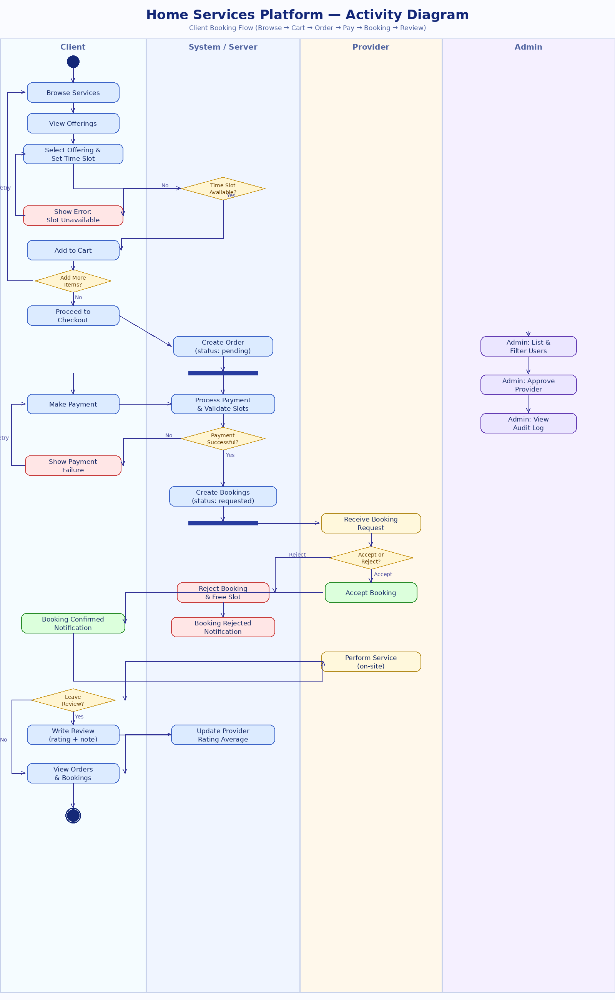 Home Services Platform — Activity Diagram
Client Booking Flow (Browse → Cart → Order → Pay → Booking → Review)
Client
System / Server
Provider
Admin
Browse Services
View Offerings
Select Offering &
Set Time Slot
No
Time Slot
Available?
Yes
etry
Show Error:
Slot Unavailable
Add to Cart
Add More
Items?
No
Proceed to
Checkout
Create Order
(status: pending)
Admin: List &
Filter Users
Admin: Approve
Provider
Make Payment
Process Payment
& Validate Slots
Admin: View
Audit Log
No
Payment
Successful?
etry
Yes
Show Payment
Failure
Create Bookings
(status: requested)
Receive Booking
Request
Reject
Accept or
Reject?
Accept
Reject Booking
& Free Slot
Accept Booking
Booking Confirmed
Notification
Booking Rejected
Notification
Perform Service
(on-site)
Leave
Review?
Yes
Write Review
(rating + note)
Update Provider
Rating Average
No
View Orders
& Bookings